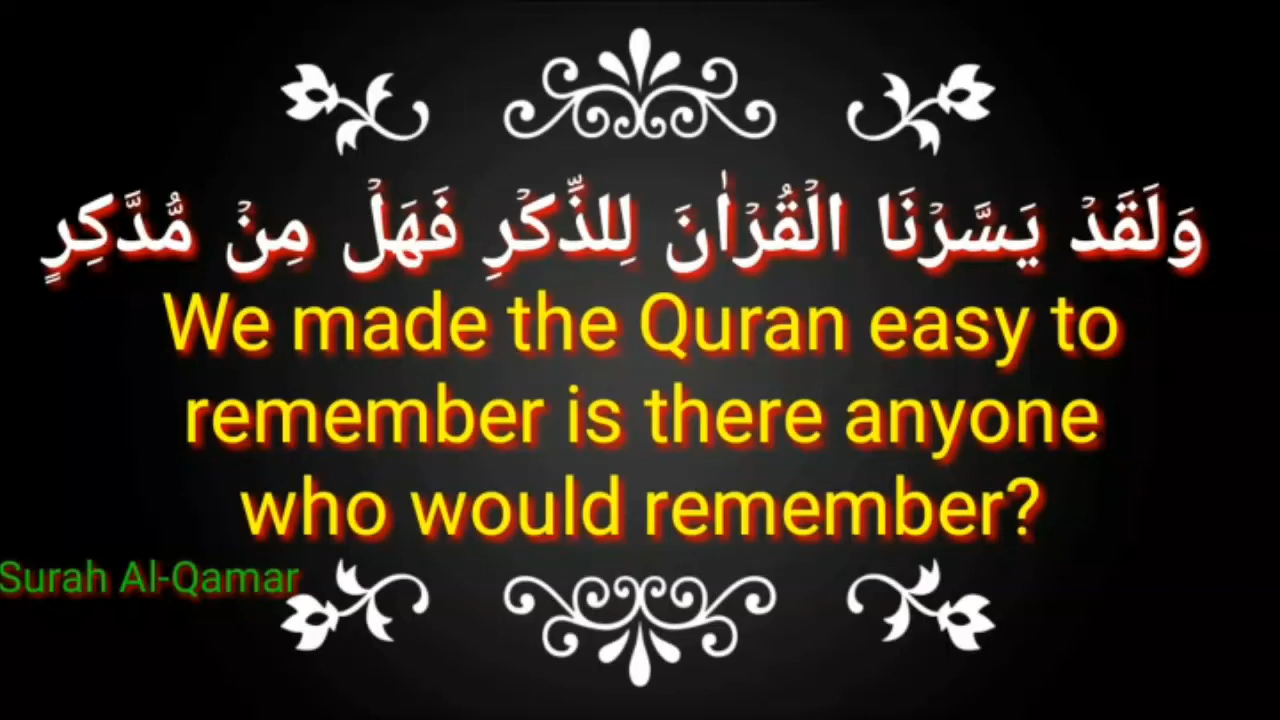 وَلَقَدۡ يَسَّرۡنَا الۡقُرۡاٰنَ لِلذِّكۡرِ فَهَلۡ مِنۡ مُّدَّكِرٍ
We made the Quran easy to
remember is there anyone
who would remember?
Surah Al-Qamar